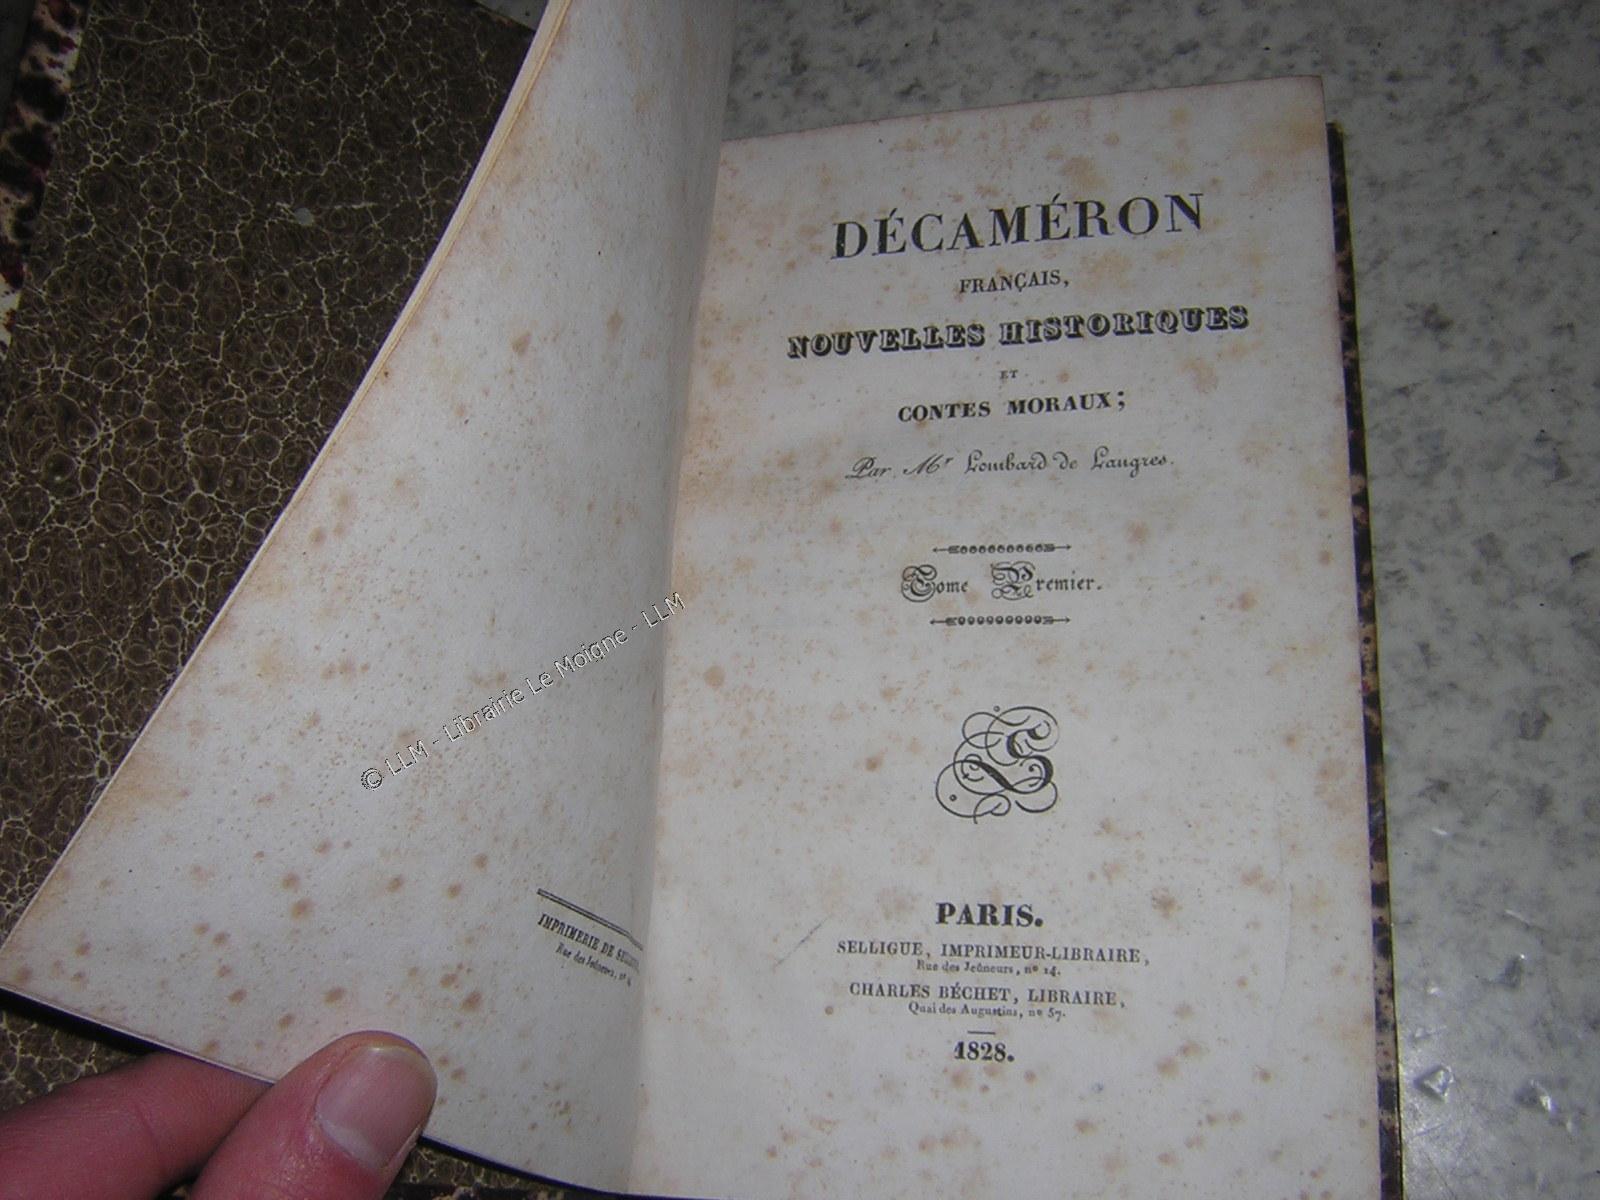 © LLM - Librairie Le Moigne - LLM
IMPRIMERIE DE
Rue des Jeûneurs, nº
DÉCAMÉRON
FRANÇAIS,
NOUVELLES HISTORIQUES
ET
CONTES MORAUX;
Par Mr Lombard de Langres.
Tome Premier.
PARIS.
SELLIGUE, IMPRIMEUR-LIBRAIRE,
Rue des Jeûneurs, nº 14.
CHARLES BÉCHET, LIBRAIRE,
Quai des Augustins, nº 57.
1828.